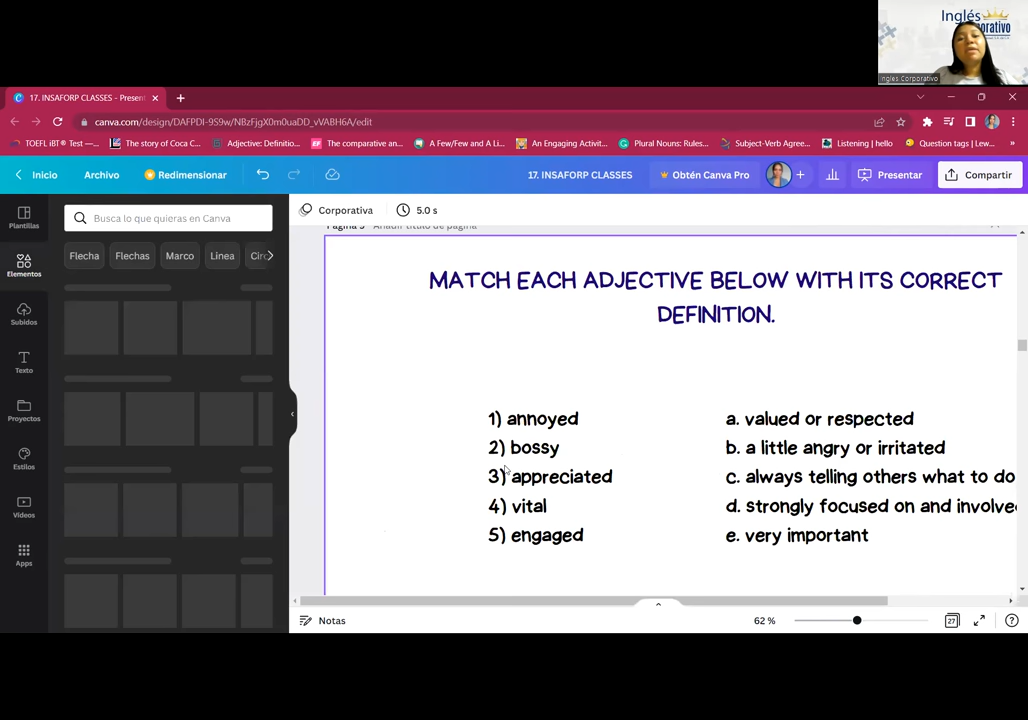 Inglés
Ingles Corporativo
17. INSAFORP CLASSES - Present
canva.com/design/DAFPDI-9S9w/NBzFjgX0m0uaDD_vVABH6A/edit
TOEFL iBT® Test —...
The story of Coca C...
Adjective: Definitio...
The comparative an...
A Few/Few and A Li...
An Engaging Activit...
Plural Nouns: Rules...
Subject-Verb Agree...
Listening | hello
Question tags | Lew...
Inicio
Archivo
Redimensionar
17. INSAFORP CLASSES
Obtén Canva Pro
Presentar
Compartir
Plantillas
Elementos
Subidos
Texto
Proyectos
Estilos
Videos
Apps
Busca lo que quieras en Canva
Flecha
Flechas
Marco
Linea
Corporativa
5.0 s
Página 5 - Añadir título de página
MATCH EACH ADJECTIVE BELOW WITH ITS CORRECT
DEFINITION.
1) annoyed
2) bossy
3) appreciated
4) vital
5) engaged
a. valued or respected
b. a little angry or irritated
c. always telling others what to do
d. strongly focused on and involve
e. very important
Notas
62 %
27